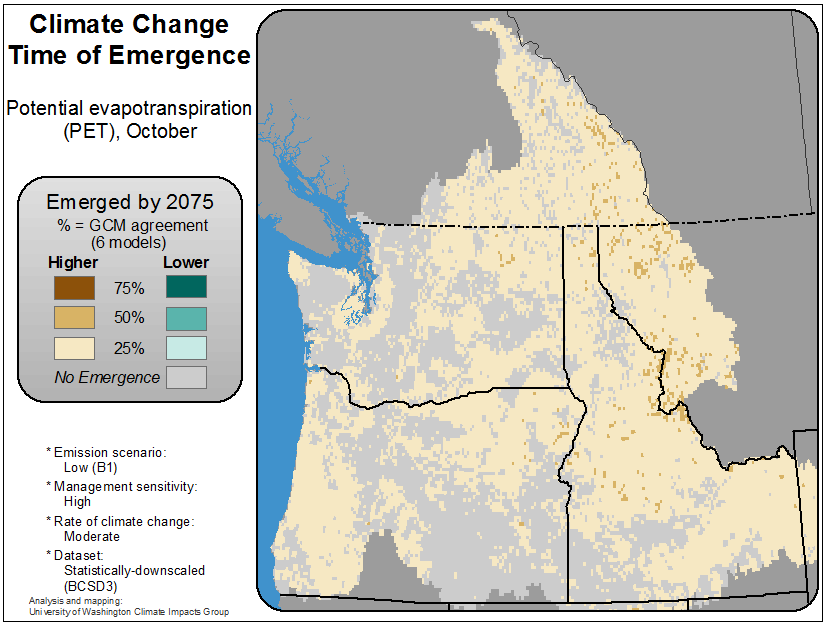 Climate Change
Time of Emergence
Potential evapotranspiration
(PET), October
Emerged by 2075
% = GCM agreement
(6 models)
Higher Lower
75%
50%
25%
No Emergence
* Emission scenario:
Low (B1)
* Management sensitivity:
High
* Rate of climate change:
Moderate
* Dataset:
Statistically-downscaled
(BCSD3)
Analysis and mapping:
University of Washington Climate Impacts Group